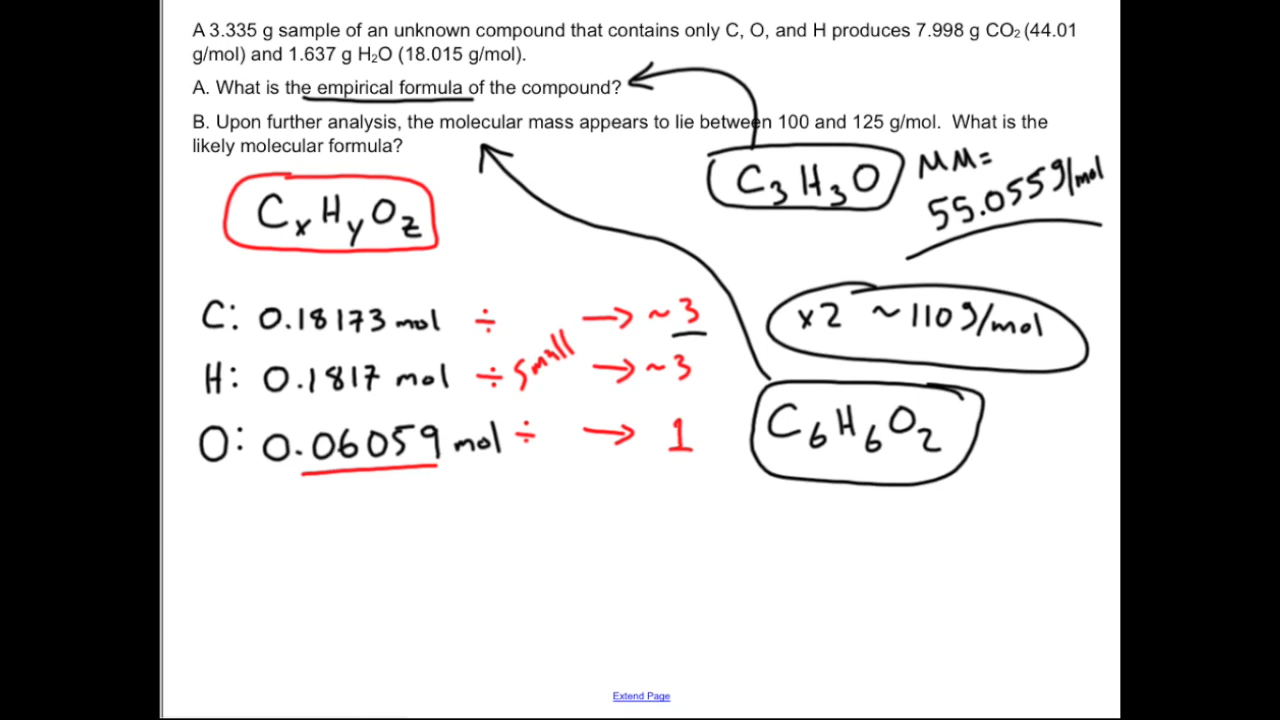 A 3.335 g sample of an unknown compound that contains only C, O, and H produces 7.998 g CO₂ (44.01
g/mol) and 1.637 g H₂O (18.015 g/mol).
A. What is the empirical formula of the compound?
B. Upon further analysis, the molecular mass appears to lie between 100 and 125 g/mol. What is the
likely molecular formula?
C₃H₃O MM=
55.055 g/mol
CxHyOz
C: 0.18173 mol ÷ → ~3
x2 ~110 g/mol
H: 0.1817 mol ÷ small → ~3
O: 0.06059 mol ÷ → 1
C₆H₆O₂
Extend Page